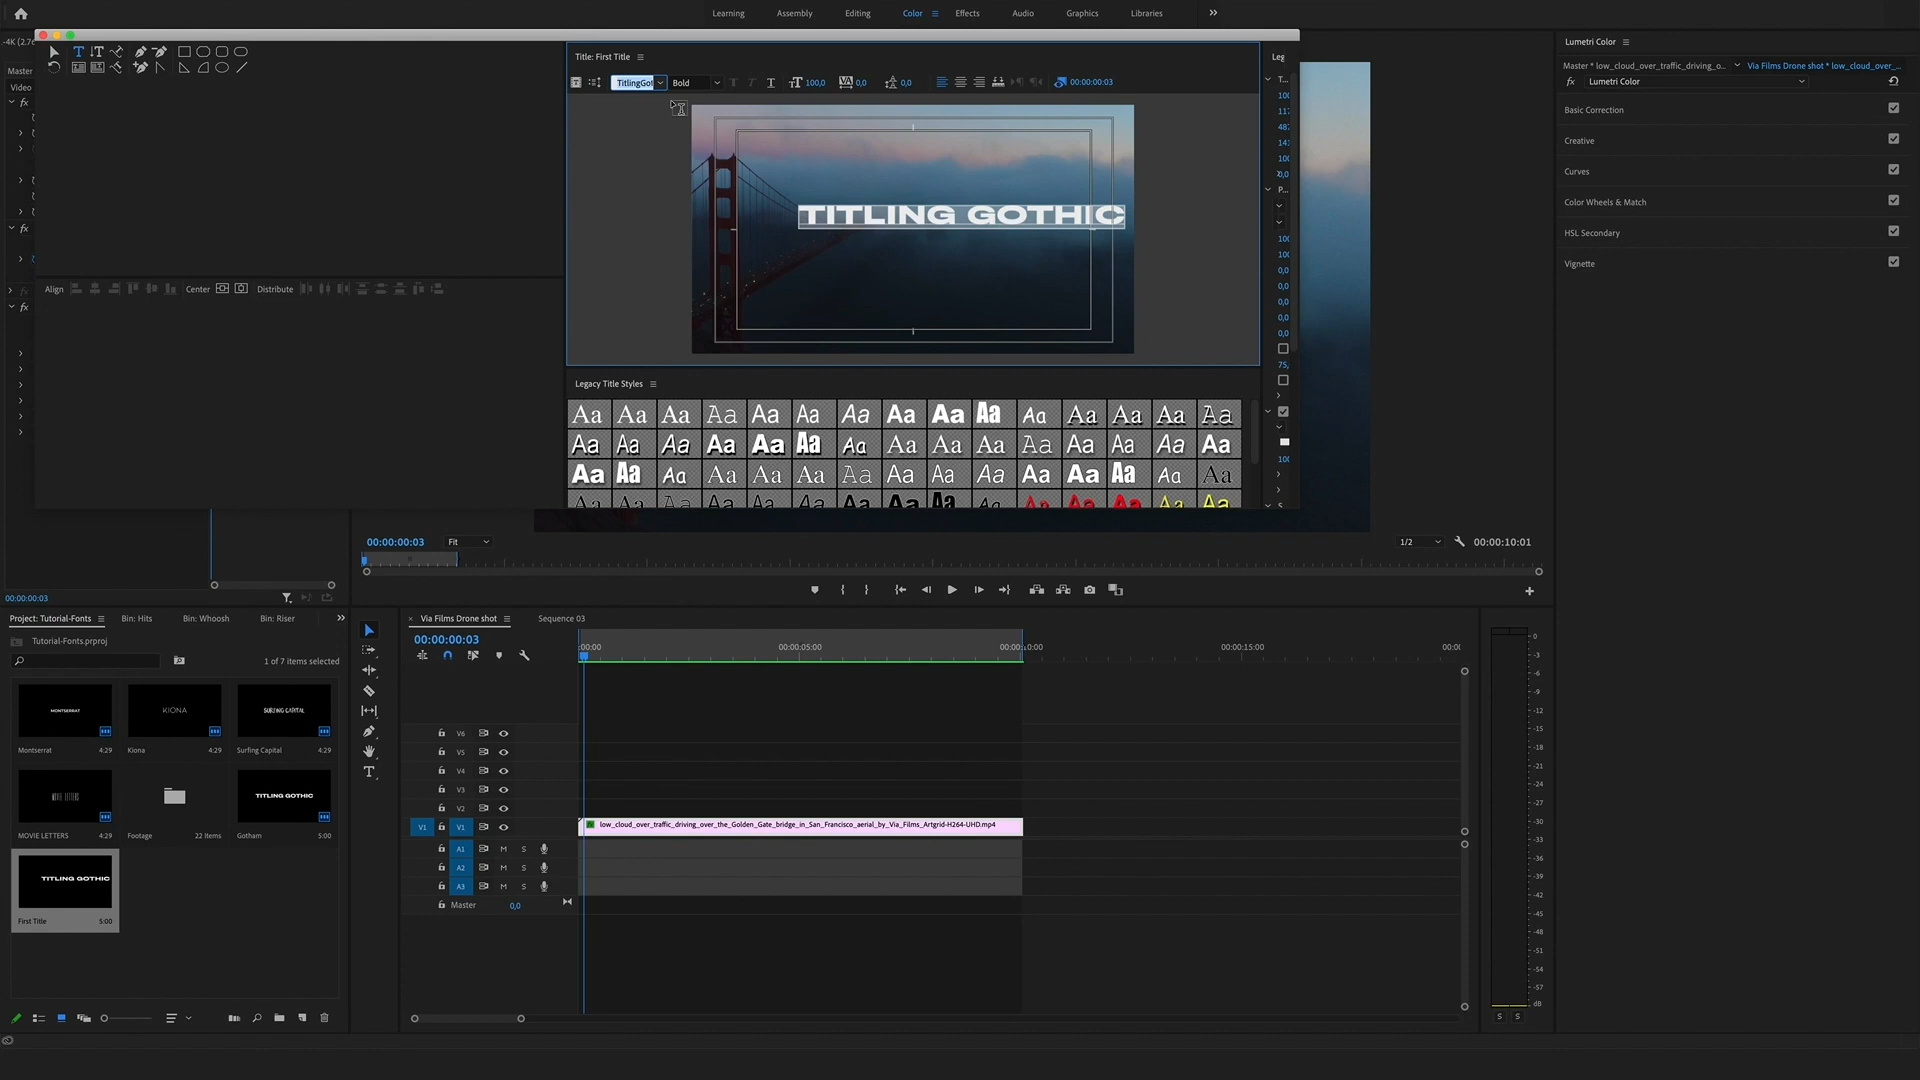 Learning Assembly Editing Color Effects Audio Graphics Libraries
Title: First Title
Leg
Lumetri Color
Master
Video
Master * low_cloud_over_traffic_driving_o... Via Films Drone shot * low_cloud_over_...
fx Lumetri Color
TitlingGot Bold 100,0 VA 0,0 0,0 00:00:00:03
Basic Correction
Creative
Curves
Color Wheels & Match
HSL Secondary
Vignette
TITLING GOTHIC
Align Center Distribute
Legacy Title Styles
Aa Aa Aa Aa Aa Aa Aa Aa Aa Aa Aa Aa Aa Aa Aa
Aa Aa Aa Aa Aa Aa Aa Aa Aa Aa Aa Aa Aa Aa Aa
Aa Aa Aa Aa Aa Aa Aa Aa Aa Aa Aa Aa Aa Aa Aa
Aa Aa Aa Aa Aa Aa Aa Aa Aa Aa Aa Aa Aa Aa Aa
00:00:00:03 Fit 1/2 00:00:10:01
00:00:00:03
Project: Tutorial-Fonts Bin: Hits Bin: Whoosh Bin: Riser
Tutorial-Fonts.prproj
1 of 7 items selected
MONTSERRAT KIONA SURFING CAPITAL
Montserrat 4:29 Kiona 4:29 Surfing Capital 4:29
MOVIE LETTERS TITLING GOTHIC
MOVIE LETTERS 4:29 Footage 22 items Gotham 5:00
TITLING GOTHIC
First Title 5:00
× Via Films Drone shot Sequence 03
00:00:00:03
:00:00 00:00:05:00 00:00:10:00 00:00:15:00 00:00
V6
V5
V4
V3
V2
V1 V1 low_cloud_over_traffic_driving_over_the_Golden_Gate_bridge_in_San_Francisco_aerial_by_Via_Films_Artgrid-H264-UHD.mp4
A1 M S
A2 M S
A3 M S
Master 0,0
0
-3
-6
-9
-12
-15
-18
-21
-24
-27
-30
-33
-36
-39
-42
-45
-48
-51
-54
-57
dB
S S